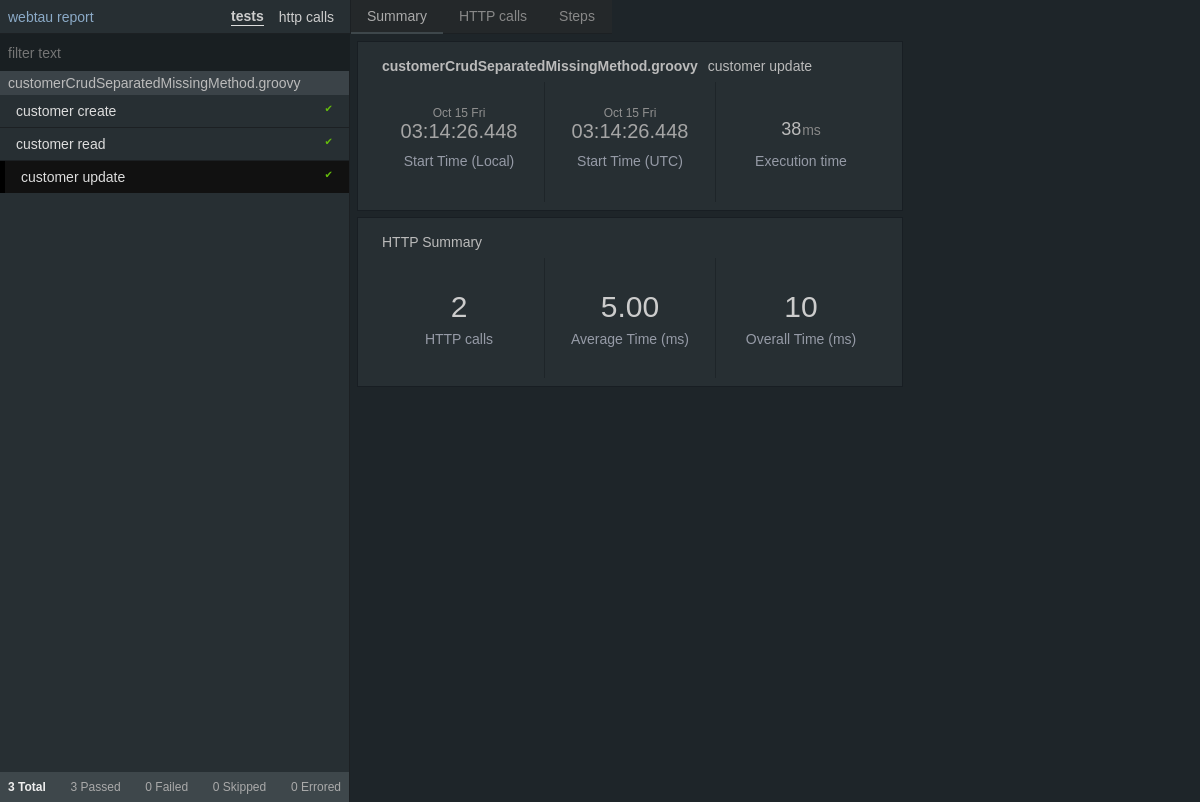 webtau report tests http calls
filter text
customerCrudSeparatedMissingMethod.groovy
customer create
customer read
customer update
3 Total 3 Passed 0 Failed 0 Skipped 0 Errored
Summary HTTP calls Steps
customerCrudSeparatedMissingMethod.groovy customer update
Oct 15 Fri Oct 15 Fri
03:14:26.448 03:14:26.448 38ms
Start Time (Local) Start Time (UTC) Execution time
HTTP Summary
2 5.00 10
HTTP calls Average Time (ms) Overall Time (ms)